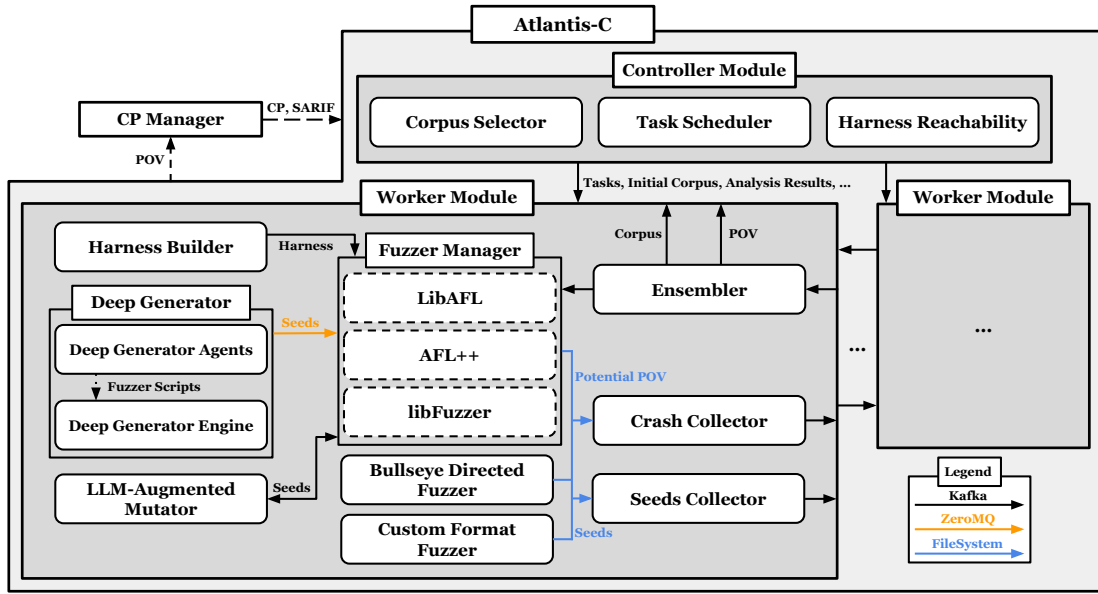 Atlantis-C
Controller Module
Corpus Selector
Task Scheduler
Harness Reachability
CP Manager
CP, SARIF
POV
Tasks, Initial Corpus, Analysis Results, ...
Worker Module
Harness Builder
Harness
Fuzzer Manager
LibAFL
AFL++
libFuzzer
Corpus
POV
Ensembler
Deep Generator
Deep Generator Agents
Fuzzer Scripts
Deep Generator Engine
Seeds
LLM-Augmented
Mutator
Seeds
Bullseye Directed
Fuzzer
Custom Format
Fuzzer
Potential POV
Crash Collector
Seeds Collector
Seeds
...
Worker Module
...
Legend
Kafka
ZeroMQ
FileSystem